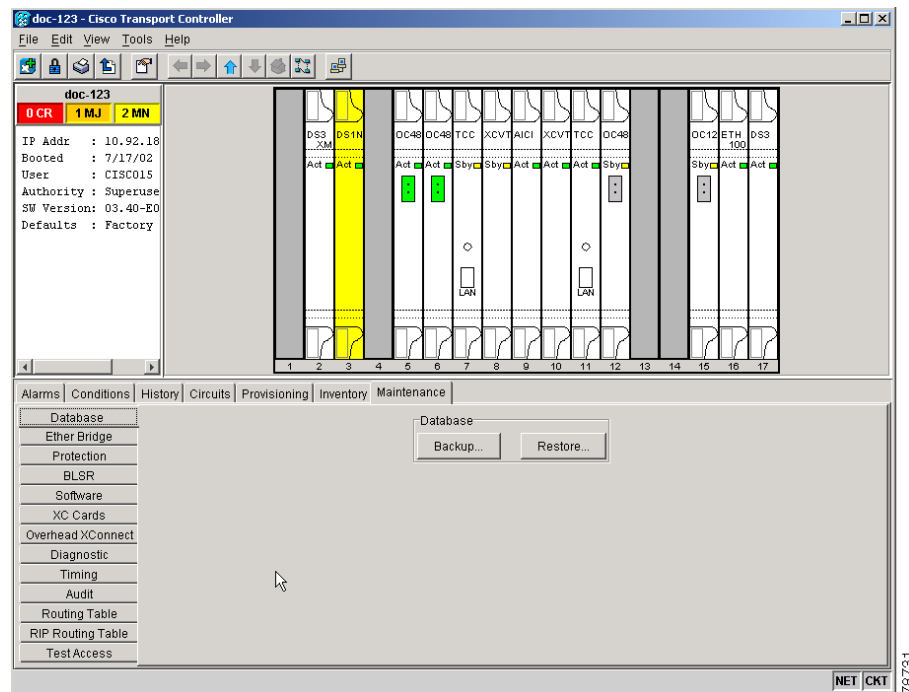 doc-123 - Cisco Transport Controller
File Edit View Tools Help
doc-123
0 CR 1 MJ 2 MN
IP Addr : 10.92.18
Booted : 7/17/02
User : CISCO15
Authority : Superuse
SW Version: 03.40-E0
Defaults : Factory
DS3 XM DS1N OC48 OC48 TCC XCVT AICI XCVT TCC OC48 OC12 ETH 100 DS3
Act Act Act Act Sby Sby Act Act Act Sby Sby Act Act
LAN LAN
1 2 3 4 5 6 7 8 9 10 11 12 13 14 15 16 17
Alarms Conditions History Circuits Provisioning Inventory Maintenance
Database
Ether Bridge
Protection
BLSR
Software
XC Cards
Overhead XConnect
Diagnostic
Timing
Audit
Routing Table
RIP Routing Table
Test Access
Database
Backup... Restore...
NET CKT
78731